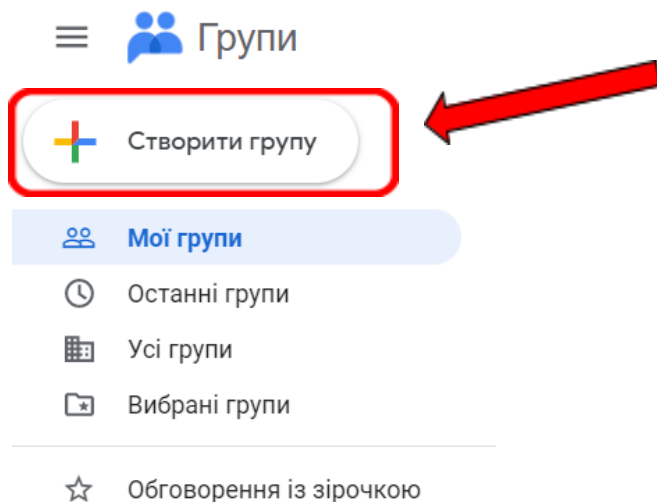 Групи
Створити групу
Мої групи
Останні групи
Усі групи
Вибрані групи
Обговорення із зірочкою